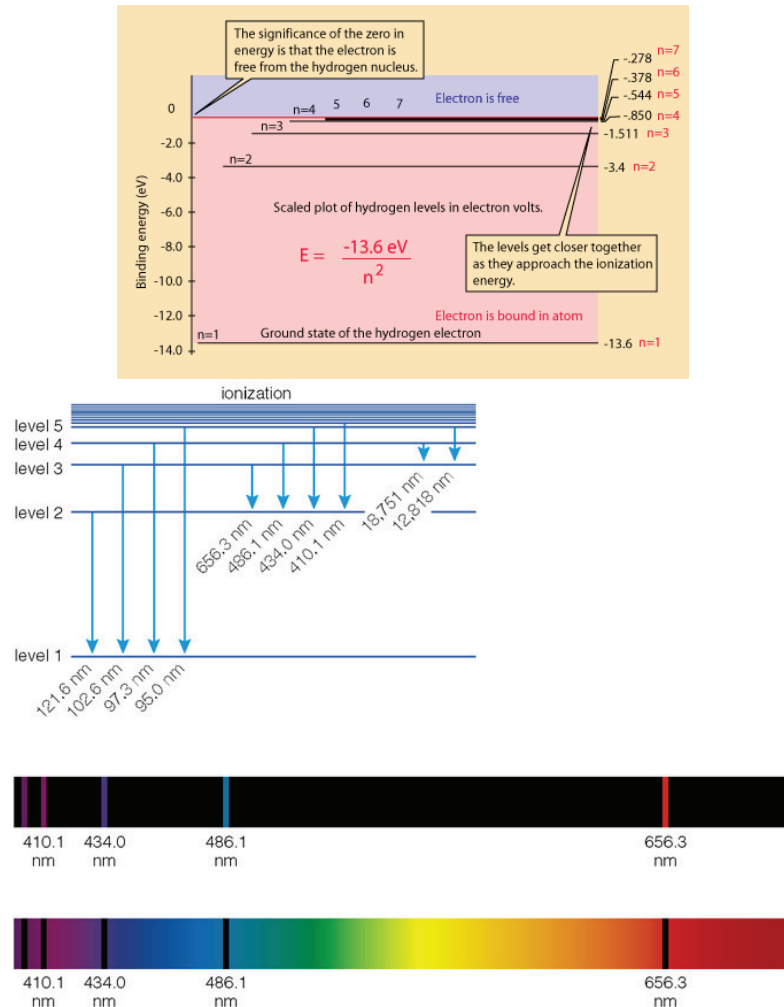 The significance of the zero in
energy is that the electron is
free from the hydrogen nucleus.
-.278 n=7
-.378 n=6
-.544 n=5
-.850 n=4
-1.511 n=3
-3.4 n=2
-13.6 n=1
0
-2.0
-4.0
-6.0
-8.0
-10.0
-12.0
-14.0
Binding energy (eV)
n=4 5 6 7
Electron is free
n=3
n=2
Scaled plot of hydrogen levels in electron volts.
E = -13.6 eV
n2
The levels get closer together
as they approach the ionization
energy.
Electron is bound in atom
n=1
Ground state of the hydrogen electron
ionization
level 5
level 4
level 3
level 2
level 1
656.3 nm
486.1 nm
434.0 nm
410.1 nm
18,751 nm
12,818 nm
121.6 nm
102.6 nm
97.3 nm
95.0 nm
410.1 434.0 486.1 656.3
nm nm nm nm
410.1 434.0 486.1 656.3
nm nm nm nm